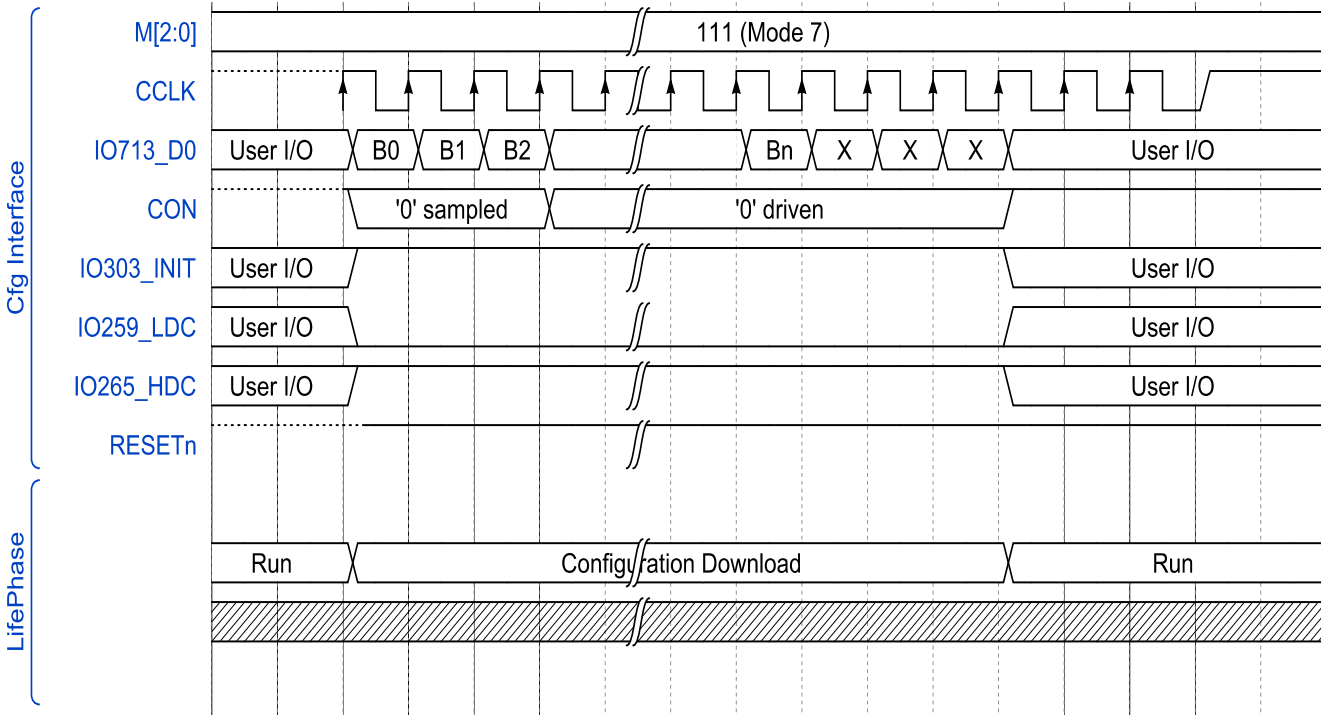 Cfg Interface
M[2:0] 111 (Mode 7)
CCLK
IO713_D0 User I/O B0 B1 B2 Bn X X X User I/O
CON '0' sampled '0' driven
IO303_INIT User I/O User I/O
IO259_LDC User I/O User I/O
IO265_HDC User I/O User I/O
RESETn
LifePhase
Run Configuration Download Run